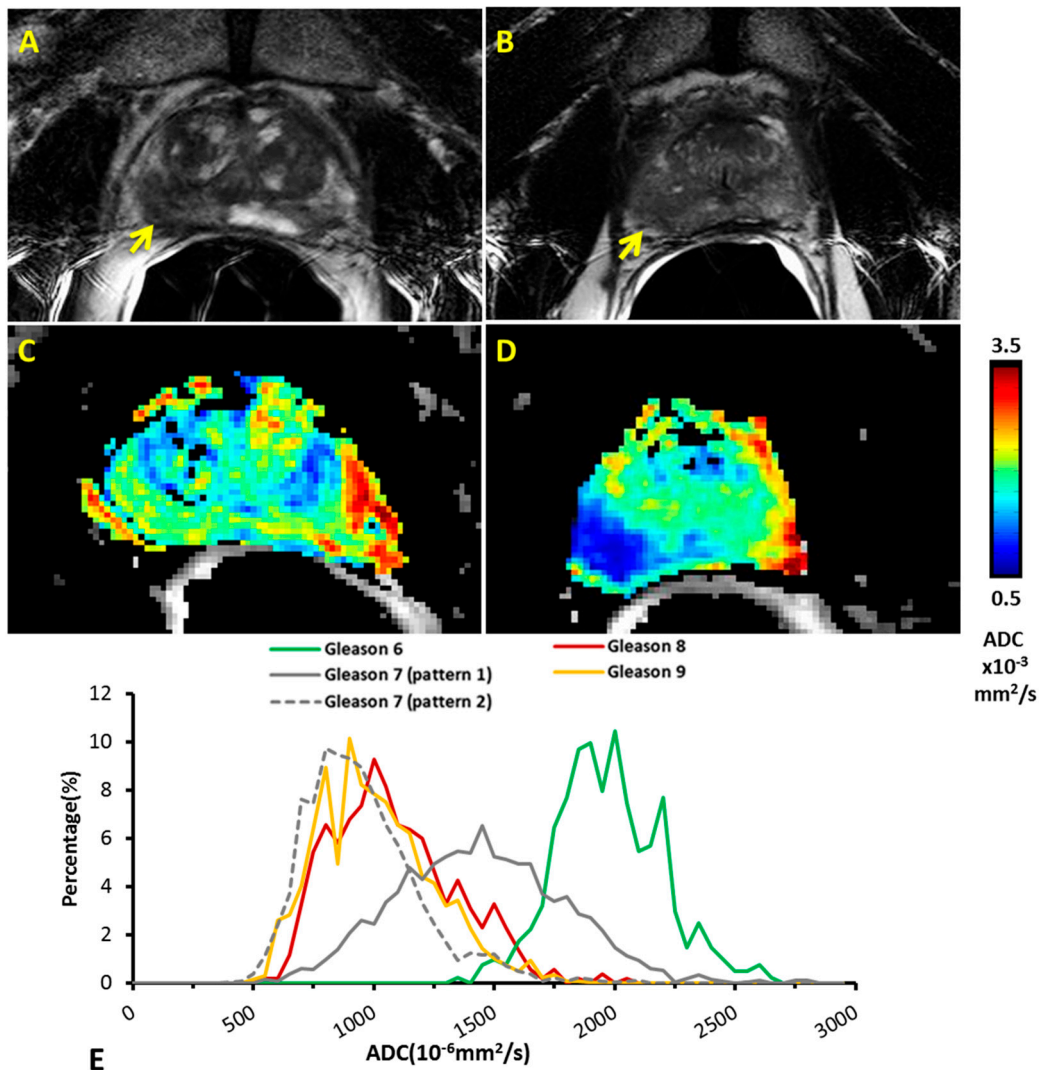 A
B
C
D
3.5
0.5
ADC
x10⁻³
mm²/s
Gleason 6
Gleason 8
Gleason 7 (pattern 1)
Gleason 9
Gleason 7 (pattern 2)
12
10
8
6
4
2
0
Percentage(%)
0
500
1000
1500
2000
2500
3000
ADC(10⁻⁶mm²/s)
E